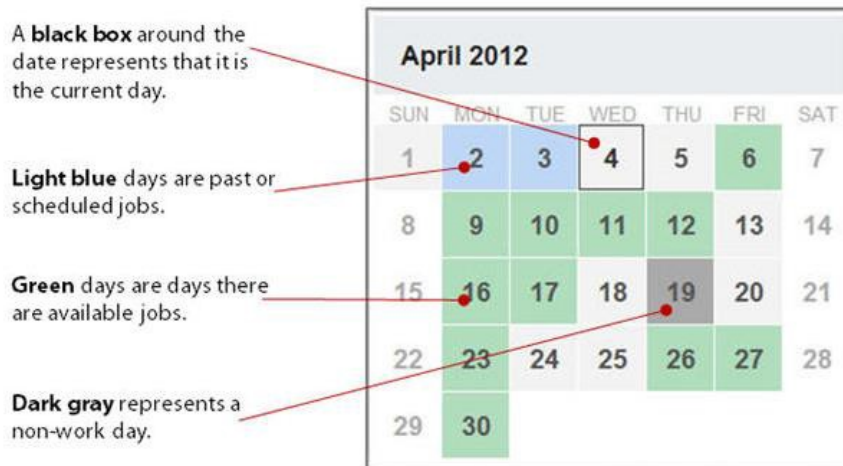 A black box around the
date represents that it is
the current day.
Light blue days are past or
scheduled jobs.
Green days are days there
are available jobs.
Dark gray represents a
non-work day.
April 2012
SUN MON TUE WED THU FRI SAT
1 2 3 4 5 6 7
8 9 10 11 12 13 14
15 16 17 18 19 20 21
22 23 24 25 26 27 28
29 30